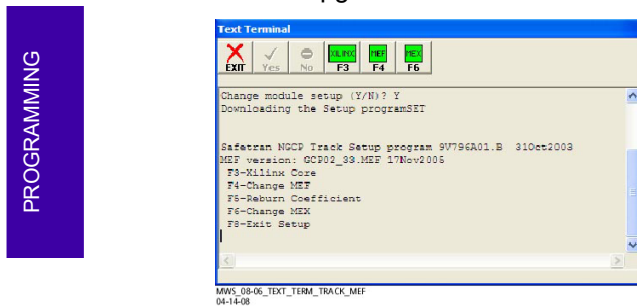 PROGRAMMING
Text Terminal
EXIT Yes No XILINX F3 MEF F4 MEX F6
Change module setup (Y/N)? Y
Downloading the Setup programSET
Safetran NGCP Track Setup program 9V796A01.B 31Oct2003
MEF version: GCP02_33.MEF 17Nov2005
F3-Xilinx Core
F4-Change MEF
F5-Reburn Coefficient
F6-Change MEX
F8-Exit Setup
MWS_08-06_TEXT_TERM_TRACK_MEF
04-14-08